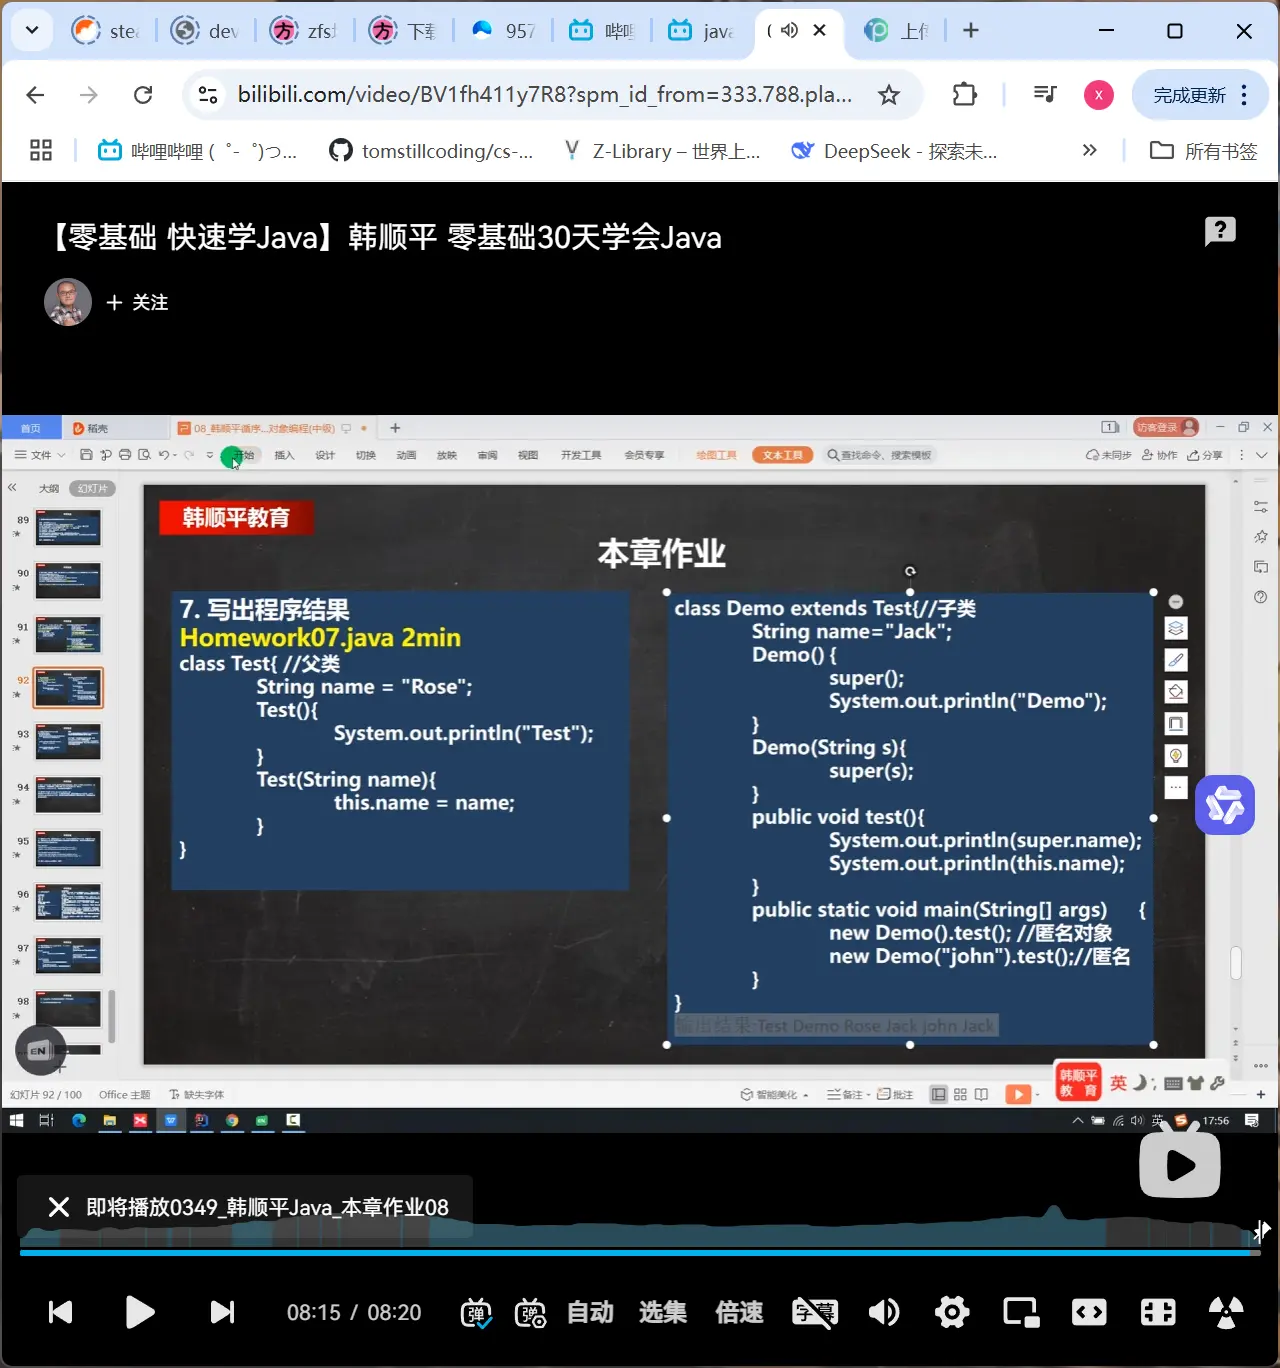 stea
dev
zfs
下载
957
哔哩
java
(
上传
bilibili.com/video/BV1fh411y7R8?spm_id_from=333.788.pla...
X
完成更新
哔哩哔哩 (゜-゜)つ...
tomstillcoding/cs-...
Z-Library – 世界上...
DeepSeek - 探索未...
所有书签
【零基础 快速学Java】韩顺平 零基础30天学会Java
+ 关注
首页
稻壳
08_韩顺平循序...对象编程(中级)
访客登录
文件
开始
插入
设计
切换
动画
放映
审阅
视图
开发工具
会员专享
绘图工具
文本工具
查找命令、搜索模板
未同步
协作
分享
大纲
幻灯片
89
90
91
92
93
94
95
96
97
98
韩顺平教育
本章作业
7. 写出程序结果
Homework07.java 2min
class Test{ //父类
String name = "Rose";
Test(){
System.out.println("Test");
}
Test(String name){
this.name = name;
}
}
class Demo extends Test{//子类
String name="Jack";
Demo() {
super();
System.out.println("Demo");
}
Demo(String s){
super(s);
}
public void test(){
System.out.println(super.name);
System.out.println(this.name);
}
public static void main(String[] args) {
new Demo().test(); //匿名对象
new Demo("john").test();//匿名
}
}
输出结果:Test Demo Rose Jack john Jack
EN
幻灯片 92 / 100
Office 主题
缺失字体
智能美化
备注
批注
韩顺平
教 育
英
英
17:56
即将播放0349_韩顺平Java_本章作业08
08:15 / 08:20
弹
弹
自动
选集
倍速
字幕